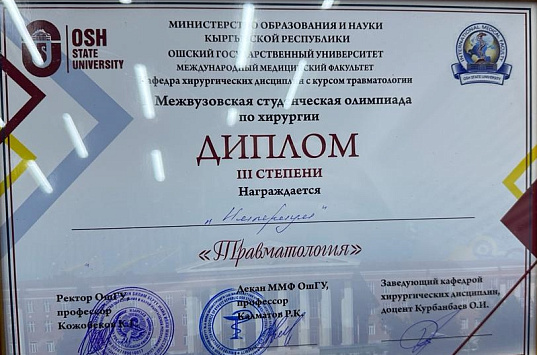 OSH
STATE
UNIVERSITY
МИНИСТЕРСТВО ОБРАЗОВАНИЯ И НАУКИ
КЫРГЫЗСКОЙ РЕСПУБЛИКИ
ОШСКИЙ ГОСУДАРСТВЕННЫЙ УНИВЕРСИТЕТ
МЕЖДУНАРОДНЫЙ МЕДИЦИНСКИЙ ФАКУЛЬТЕТ
Кафедра хирургических дисциплин с курсом травматологии
Межвузовская студенческая олимпиада
по хирургии
ДИПЛОМ
III СТЕПЕНИ
Награждается
«Травматология»
Ректор ОшГУ,
профессор
Кожобеков К.Г.
Декан ММФ ОшГУ,
профессор
Калматов Р.К.
Заведующий кафедрой
хирургических дисциплин,
доцент Курбанбаев О.И.